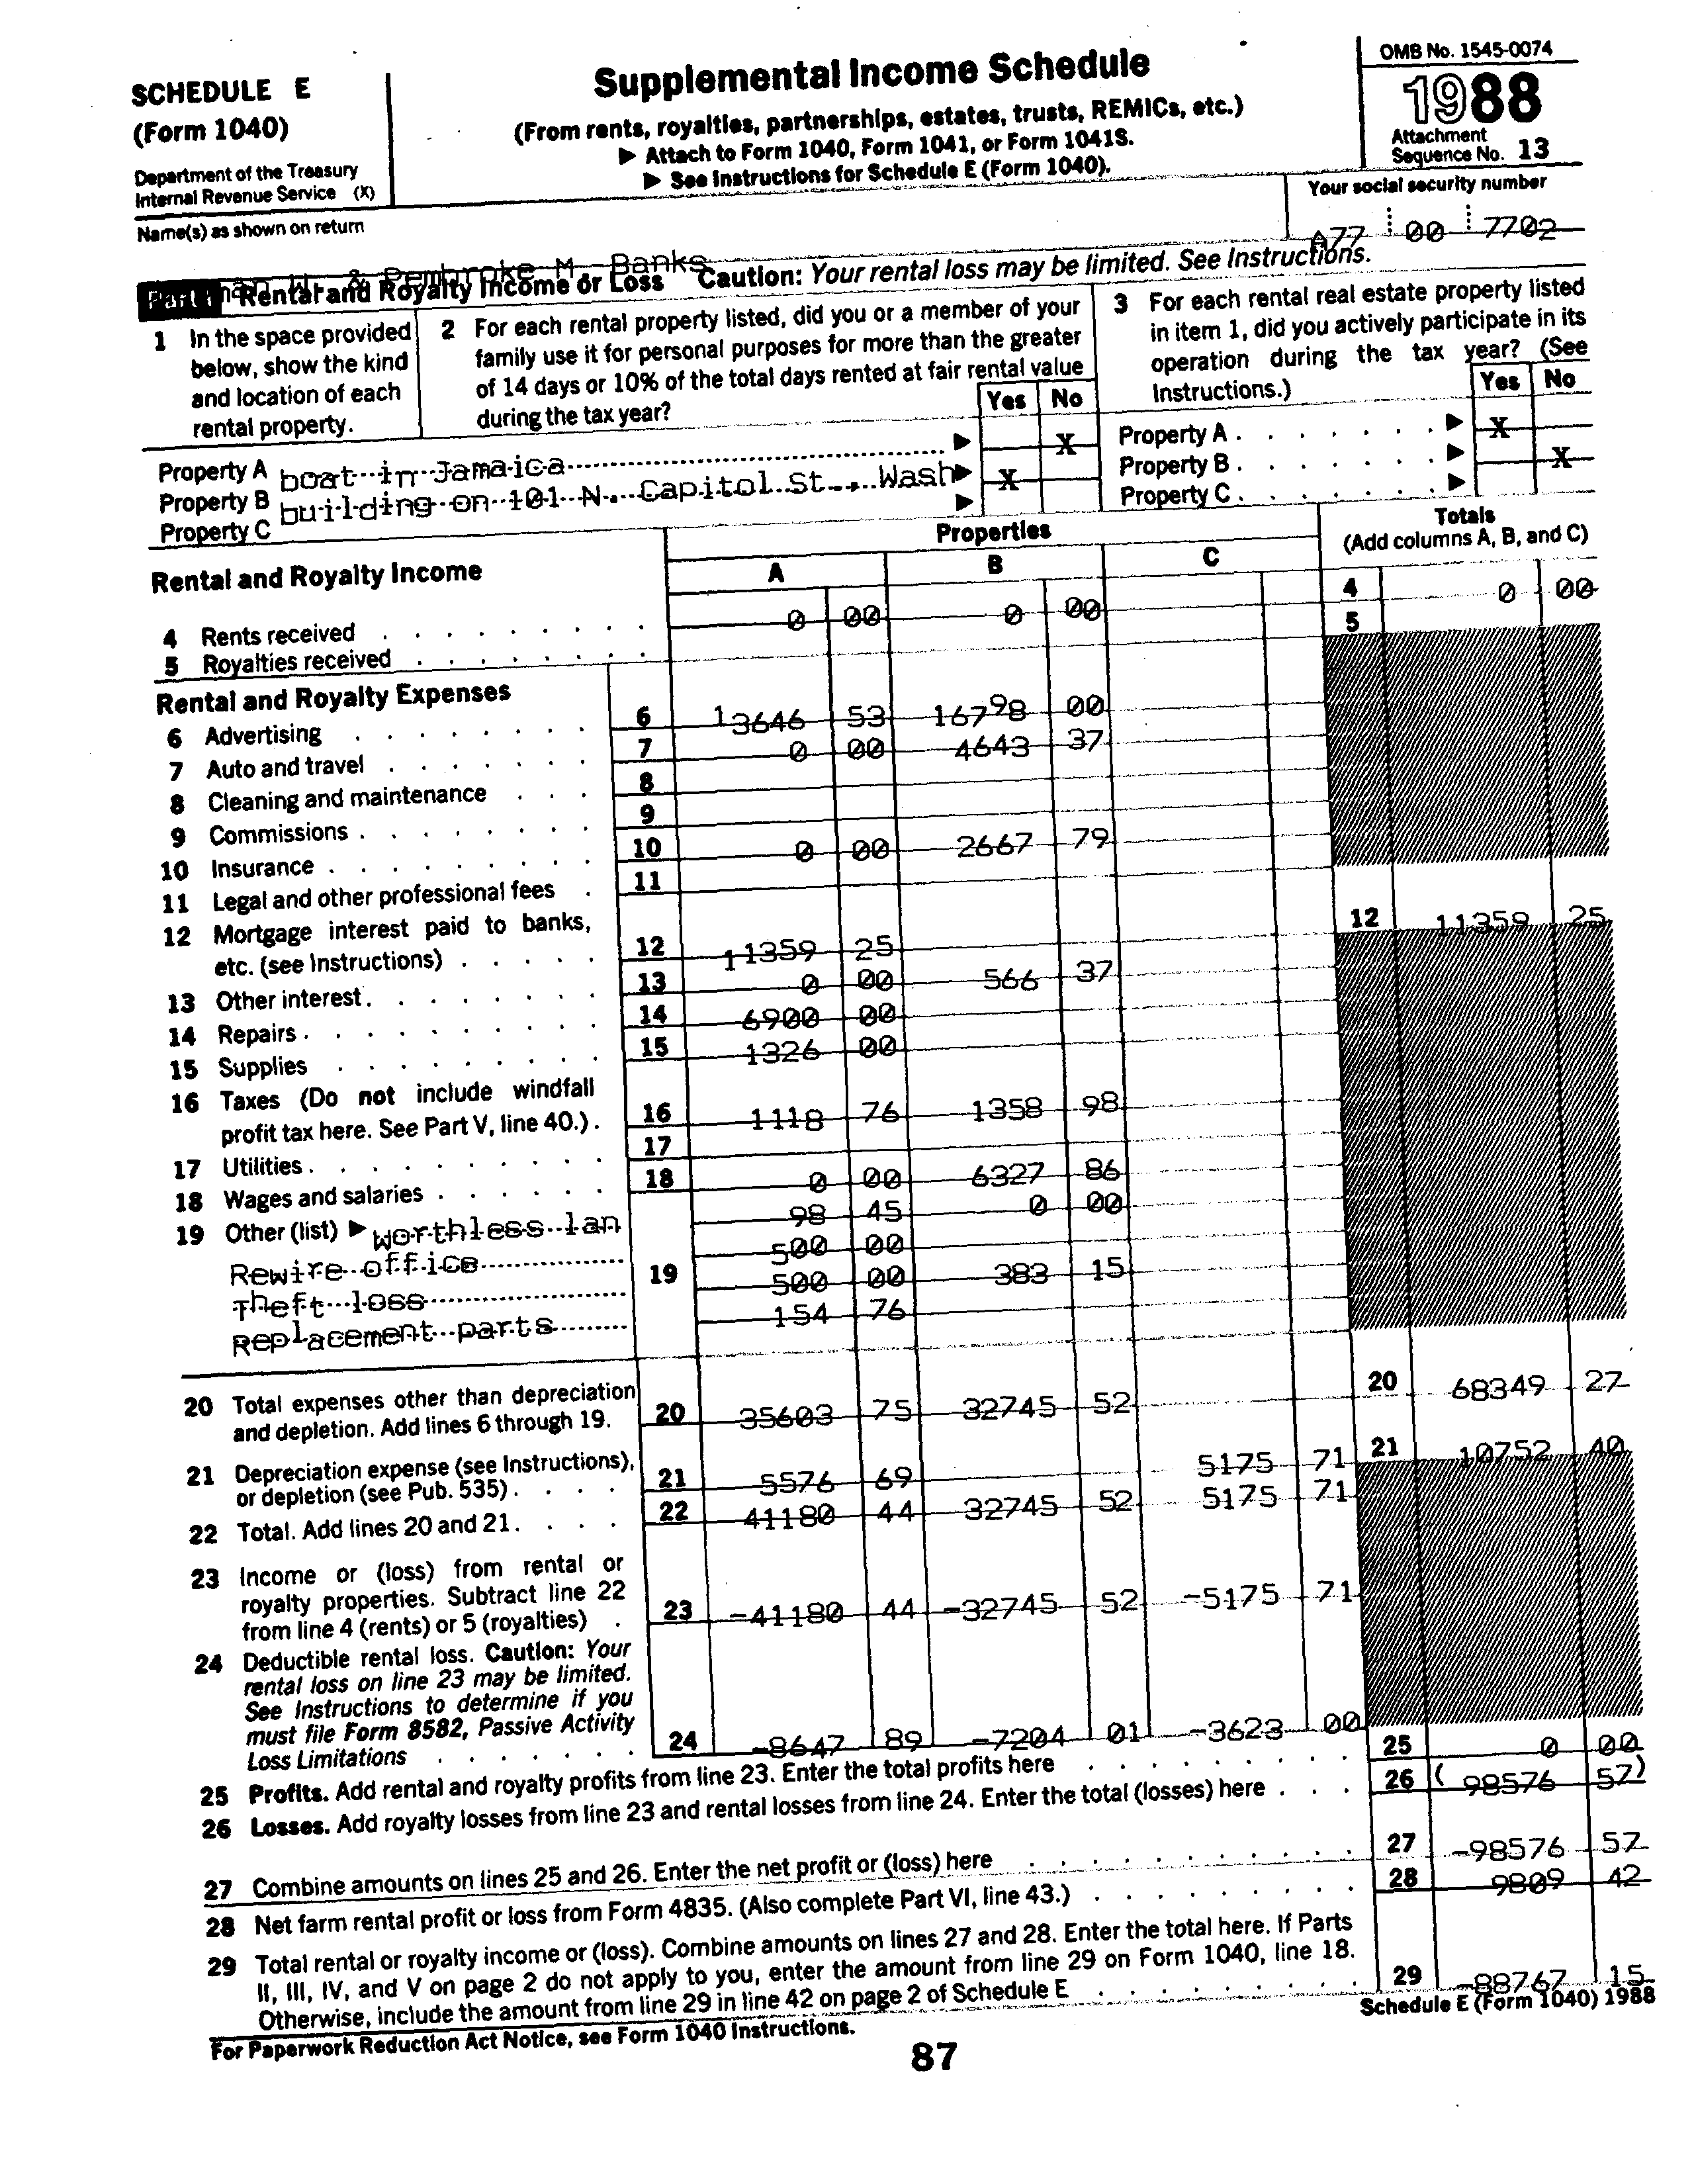 SCHEDULE E
(Form 1040)
Department of the Treasury
Internal Revenue Service (X)
Supplemental Income Schedule
(From rents, royalties, partnerships, estates, trusts, REMICs, etc.)
▶ Attach to Form 1040, Form 1041, or Form 1041S.
▶ See Instructions for Schedule E (Form 1040).
OMB No. 1545-0074
1988
Attachment
Sequence No. 13
Name(s) as shown on return
Your social security number
A77 00 7702
& Pembroke M. Banks
Part I Rental and Royalty Income or Loss Caution: Your rental loss may be limited. See Instructions.
1 In the space provided below, show the kind and location of each rental property.
2 For each rental property listed, did you or a member of your family use it for personal purposes for more than the greater of 14 days or 10% of the total days rented at fair rental value during the tax year?
Yes No
3 For each rental real estate property listed in item 1, did you actively participate in its operation during the tax year? (See Instructions.)
Yes No
Property A boat in Jamaica ▶ X Property A ▶ X
Property B building on 101 N. Capitol St., Wash ▶ X Property B ▶ X
Property C ▶ Property C ▶
Properties
Totals
(Add columns A, B, and C)
Rental and Royalty Income A B C
4 Rents received 0 00 0 00 4 0 00
5 Royalties received 5
Rental and Royalty Expenses
6 Advertising 6 13646 53 16798 00
7 Auto and travel 7 0 00 4643 37
8 Cleaning and maintenance 8
9 Commissions 9
10 Insurance 10 0 00 2667 79
11 Legal and other professional fees 11
12 Mortgage interest paid to banks,
etc. (see Instructions) 12 11359 25 12 11359 25
13 Other interest 13 0 00 566 37
14 Repairs 14 6900 00
15 Supplies 15 1326 00
16 Taxes (Do not include windfall
profit tax here. See Part V, line 40.) 16 1118 76 1358 98
17 Utilities 17
18 Wages and salaries 18 0 00 6327 86
19 Other (list) ▶ worthless lan 98 45 0 00
Rewire office 500 00
Theft loss 19 500 00 383 15
Replacement parts 154 76
20 Total expenses other than depreciation
and depletion. Add lines 6 through 19. 20 35603 75 32745 52 20 68349 27
21 Depreciation expense (see Instructions),
or depletion (see Pub. 535) 21 5576 69 5175 71 21 10752 40
22 Total. Add lines 20 and 21 22 41180 44 32745 52 5175 71
23 Income or (loss) from rental or
royalty properties. Subtract line 22
from line 4 (rents) or 5 (royalties) 23 -41180 44 -32745 52 -5175 71
24 Deductible rental loss. Caution: Your
rental loss on line 23 may be limited.
See Instructions to determine if you
must file Form 8582, Passive Activity
Loss Limitations 24 -8647 89 -7204 01 -3623 00
25 Profits. Add rental and royalty profits from line 23. Enter the total profits here 25 0 00
26 Losses. Add royalty losses from line 23 and rental losses from line 24. Enter the total (losses) here 26 ( 98576 57)
27 Combine amounts on lines 25 and 26. Enter the net profit or (loss) here 27 -98576 57
28 Net farm rental profit or loss from Form 4835. (Also complete Part VI, line 43.) 28 9809 42
29 Total rental or royalty income or (loss). Combine amounts on lines 27 and 28. Enter the total here. If Parts
II, III, IV, and V on page 2 do not apply to you, enter the amount from line 29 on Form 1040, line 18.
Otherwise, include the amount from line 29 in line 42 on page 2 of Schedule E 29 -88767 15
For Paperwork Reduction Act Notice, see Form 1040 Instructions.
Schedule E (Form 1040) 1988
87